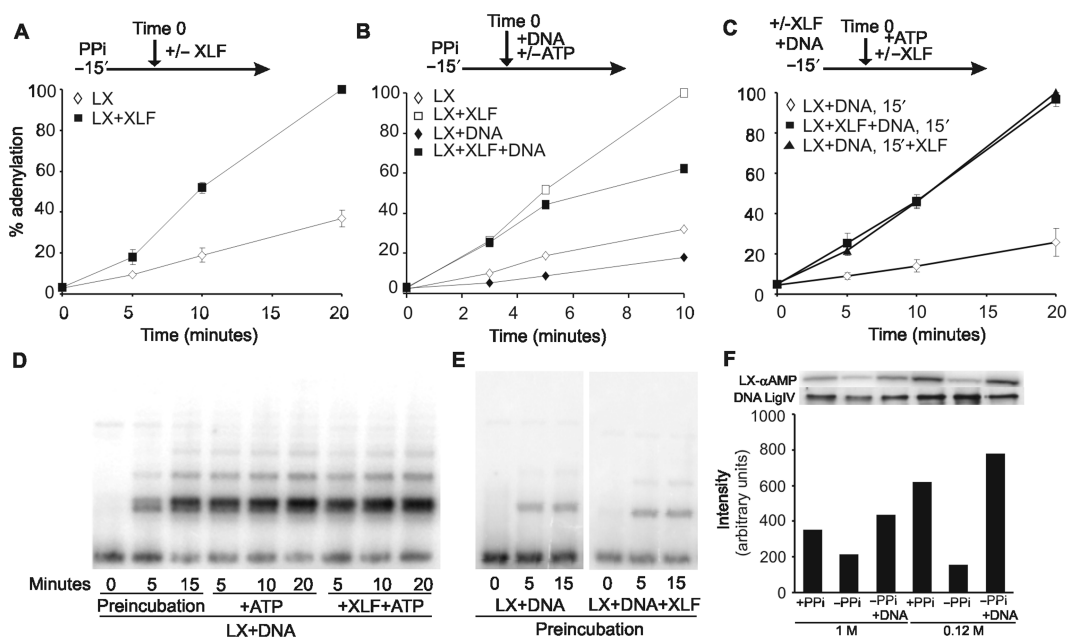 A
Time 0
PPi
+/– XLF
–15′
LX
LX+XLF
% adenylation
100
80
60
40
20
0
0 5 10 15 20
Time (minutes)
B
Time 0
+DNA
PPi
+/–ATP
–15′
LX
LX+XLF
LX+DNA
LX+XLF+DNA
100
80
60
40
20
0
0 2 4 6 8 10
Time (minutes)
C
+/-XLF
+DNA
–15′
Time 0
+ATP
+/–XLF
LX+DNA, 15′
LX+XLF+DNA, 15′
LX+DNA, 15′+XLF
100
80
60
40
20
0
0 5 10 15 20
Time (minutes)
D
Minutes 0 5 15 5 10 20 5 10 20
Preincubation +ATP +XLF+ATP
LX+DNA
E
0 5 15 0 5 15
LX+DNA LX+DNA+XLF
Preincubation
F
LX-αAMP
DNA LigIV
Intensity
(arbitrary units)
1000
800
600
400
200
0
+PPi –PPi –PPi +PPi –PPi –PPi
+DNA +DNA
1 M 0.12 M